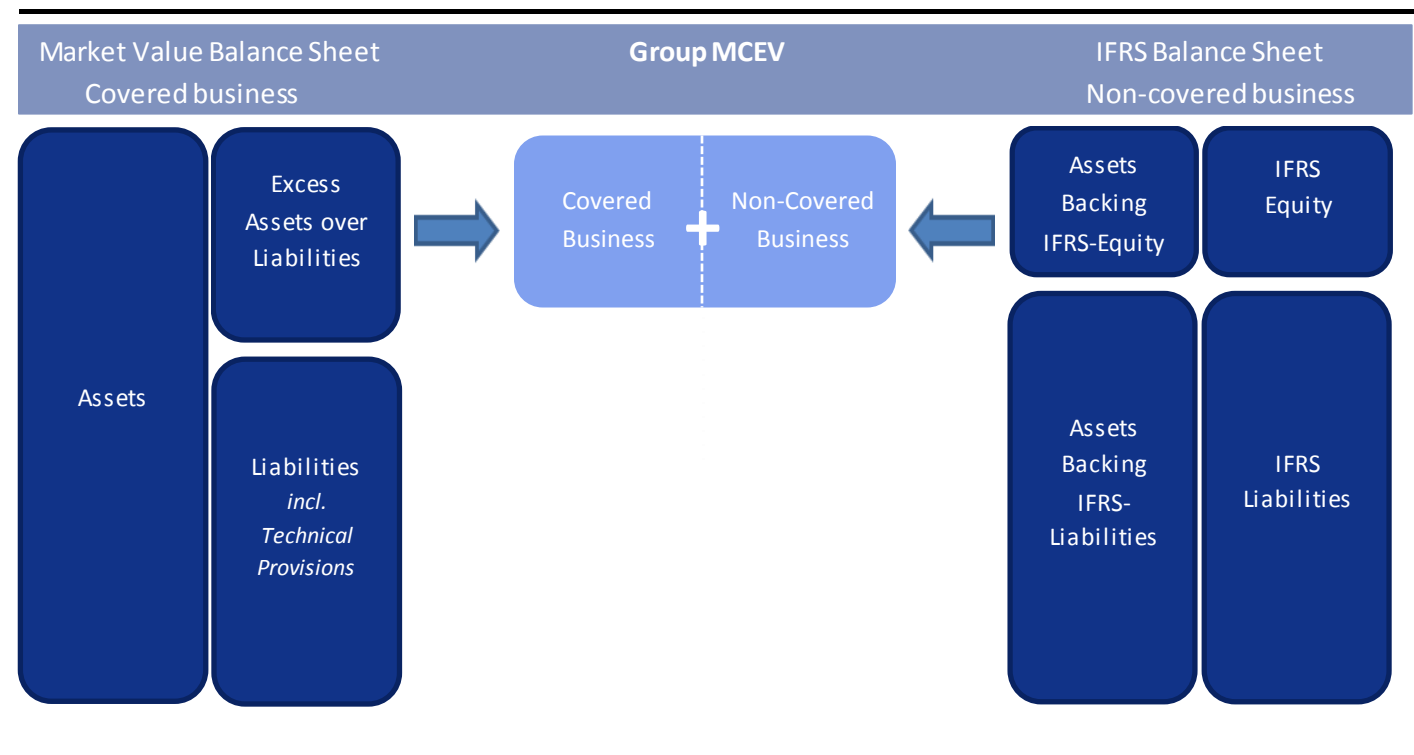 Market Value Balance Sheet
Covered business
Group MCEV
IFRS Balance Sheet
Non-covered business
Assets
Excess
Assets over
Liabilities
Liabilities
incl.
Technical
Provisions
Covered
Business
+
Non-Covered
Business
Assets
Backing
IFRS-Equity
IFRS
Equity
Assets
Backing
IFRS-
Liabilities
IFRS
Liabilities